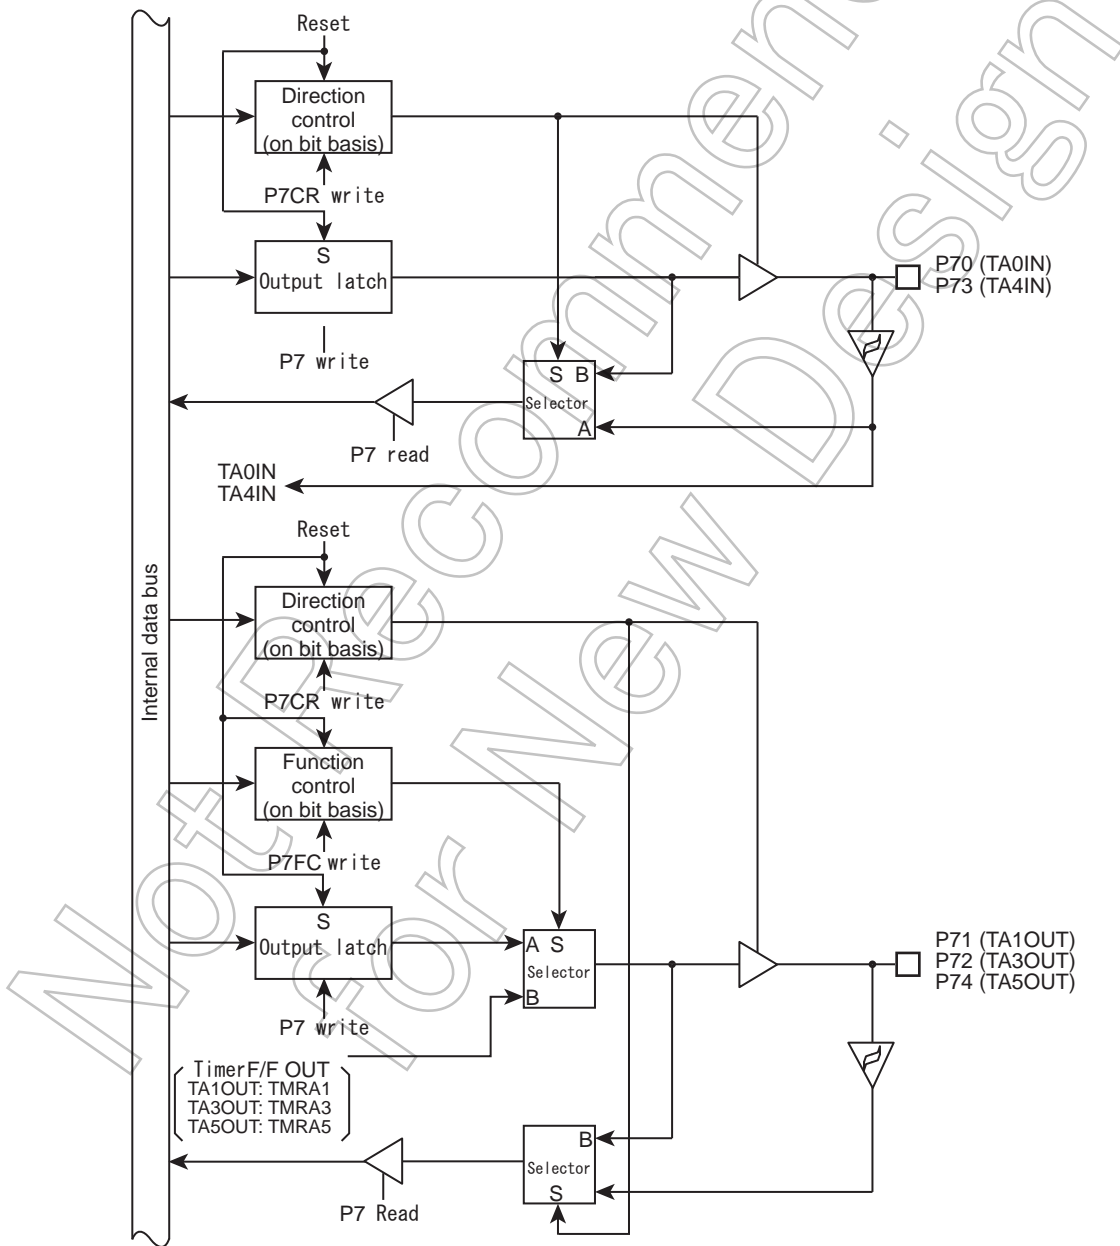 Reset
Direction
control
(on bit basis)
P7CR write
S
Output latch
P7 write
P70 (TA0IN)
P73 (TA4IN)
S B
Selector
A
P7 read
TA0IN
TA4IN
Internal data bus
Reset
Direction
control
(on bit basis)
P7CR write
Function
control
(on bit basis)
P7FC write
S
Output latch
P7 write
A S
Selector
B
P71 (TA1OUT)
P72 (TA3OUT)
P74 (TA5OUT)
TimerF/F OUT
TA1OUT: TMRA1
TA3OUT: TMRA3
TA5OUT: TMRA5
B
Selector
S
P7 Read
Not Recommen
for New Design